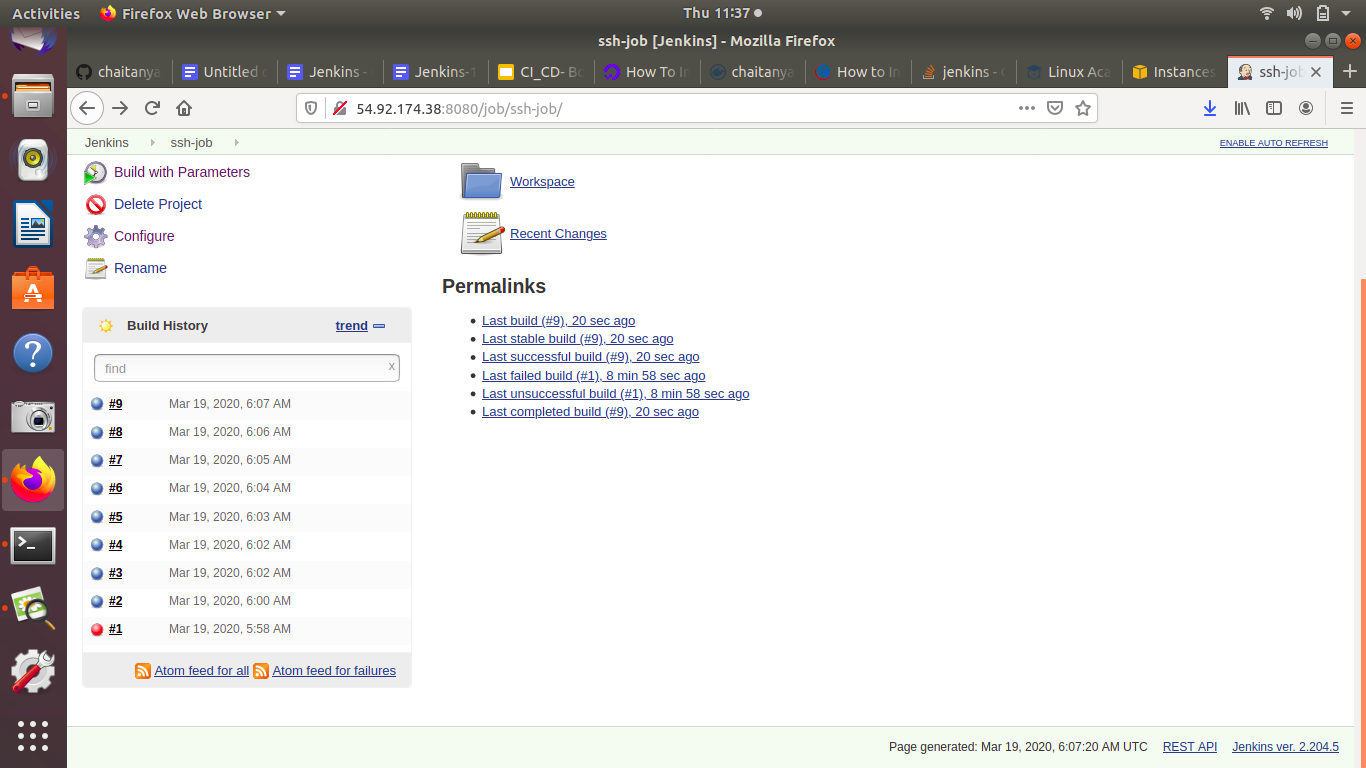 Activities Firefox Web Browser Thu 11:37
ssh-job [Jenkins] - Mozilla Firefox
chaitanya Untitled Jenkins - Jenkins-1 CI_CD- Bo How To In chaitanya How to In jenkins - Linux Aca Instances ssh-job
54.92.174.38:8080/job/ssh-job/
Jenkins ssh-job ENABLE AUTO REFRESH
Build with Parameters
Delete Project
Configure
Rename
Workspace
Recent Changes
Permalinks
Last build (#9), 20 sec ago
Last stable build (#9), 20 sec ago
Last successful build (#9), 20 sec ago
Last failed build (#1), 8 min 58 sec ago
Last unsuccessful build (#1), 8 min 58 sec ago
Last completed build (#9), 20 sec ago
Build History trend
find x
#9 Mar 19, 2020, 6:07 AM
#8 Mar 19, 2020, 6:06 AM
#7 Mar 19, 2020, 6:05 AM
#6 Mar 19, 2020, 6:04 AM
#5 Mar 19, 2020, 6:03 AM
#4 Mar 19, 2020, 6:02 AM
#3 Mar 19, 2020, 6:02 AM
#2 Mar 19, 2020, 6:00 AM
#1 Mar 19, 2020, 5:58 AM
Atom feed for all Atom feed for failures
Page generated: Mar 19, 2020, 6:07:20 AM UTC REST API Jenkins ver. 2.204.5